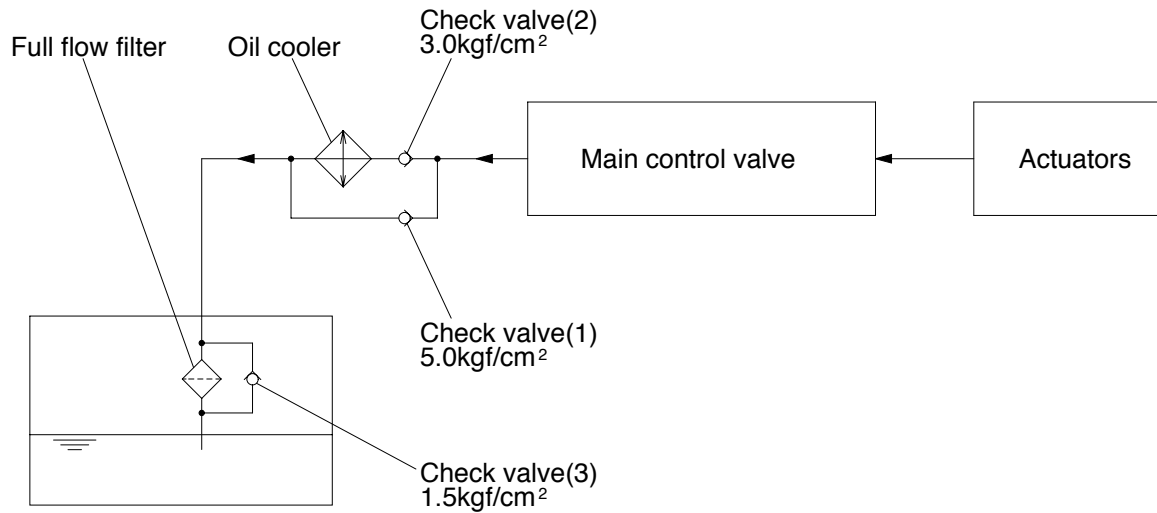 Check valve(2)
3.0kgf/cm²
Full flow filter
Oil cooler
Main control valve
Actuators
Check valve(1)
5.0kgf/cm²
Check valve(3)
1.5kgf/cm²